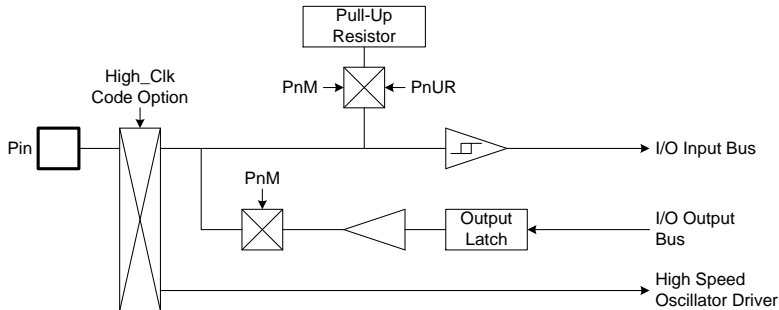 Pull-Up
Resistor
High_Clk
Code Option
PnM
PnUR
Pin
I/O Input Bus
PnM
Output
Latch
I/O Output
Bus
High Speed
Oscillator Driver